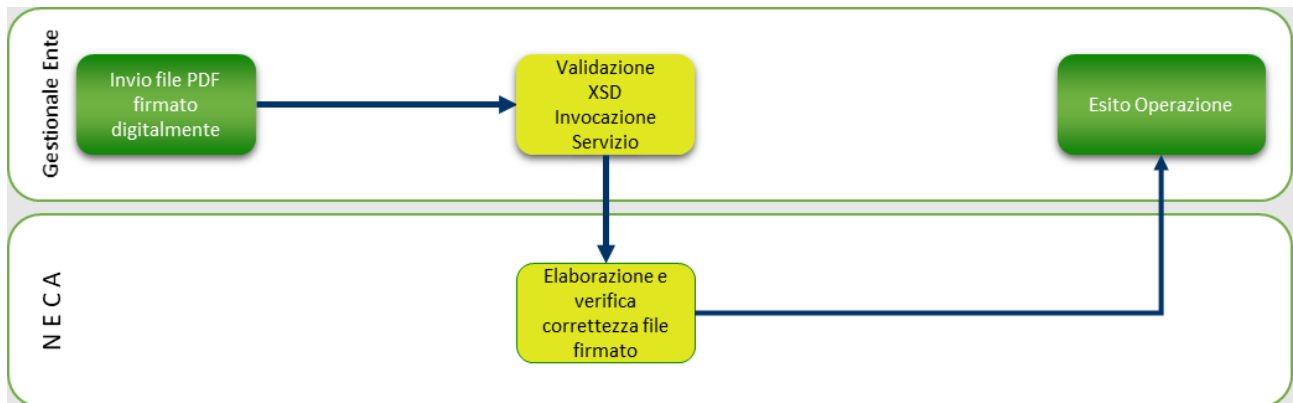 Gestionale Ente
Invio file PDF
firmato
digitalmente
Validazione
XSD
Invocazione
Servizio
Esito Operazione
N E C A
Elaborazione e
verifica
correttezza file
firmato